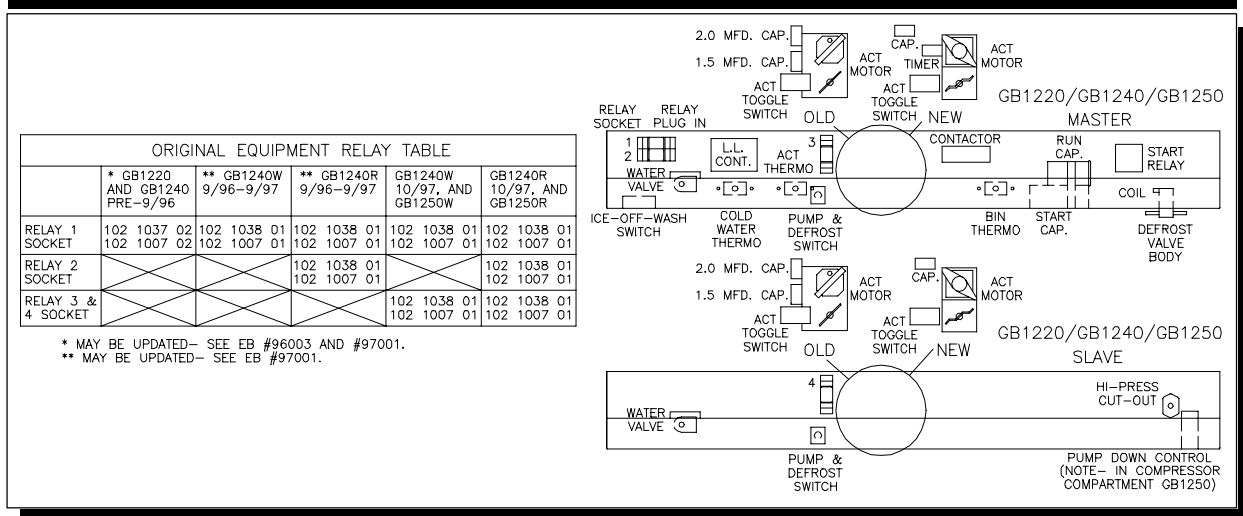 ORIGINAL EQUIPMENT RELAY TABLE
* GB1220 AND GB1240 PRE-9/96
** GB1240W 9/96-9/97
** GB1240R 9/96-9/97
GB1240W 10/97, AND GB1250W
GB1240R 10/97, AND GB1250R
RELAY 1 SOCKET
102 1037 02 102 1038 01 102 1038 01 102 1038 01 102 1038 01
102 1007 02 102 1007 01 102 1007 01 102 1007 01 102 1007 01
RELAY 2 SOCKET
102 1038 01 102 1038 01
102 1007 01 102 1007 01
RELAY 3 & 4 SOCKET
102 1038 01 102 1038 01
102 1007 01 102 1007 01
* MAY BE UPDATED- SEE EB #96003 AND #97001.
** MAY BE UPDATED- SEE EB #97001.
2.0 MFD. CAP.
1.5 MFD. CAP.
ACT MOTOR
ACT TOGGLE SWITCH
OLD
CAP.
TIMER
ACT MOTOR
ACT TOGGLE SWITCH
NEW
GB1220/GB1240/GB1250
MASTER
RELAY SOCKET
RELAY PLUG IN
1
2
L.L. CONT.
ACT THERMO
3
CONTACTOR
RUN CAP.
START RELAY
WATER VALVE
COIL
ICE-OFF-WASH SWITCH
COLD WATER THERMO
PUMP & DEFROST SWITCH
BIN THERMO
START CAP.
DEFROST VALVE BODY
2.0 MFD. CAP.
1.5 MFD. CAP.
ACT MOTOR
ACT TOGGLE SWITCH
OLD
CAP.
ACT MOTOR
ACT TOGGLE SWITCH
NEW
GB1220/GB1240/GB1250
SLAVE
4
HI-PRESS CUT-OUT
WATER VALVE
PUMP & DEFROST SWITCH
PUMP DOWN CONTROL
(NOTE- IN COMPRESSOR
COMPARTMENT GB1250)